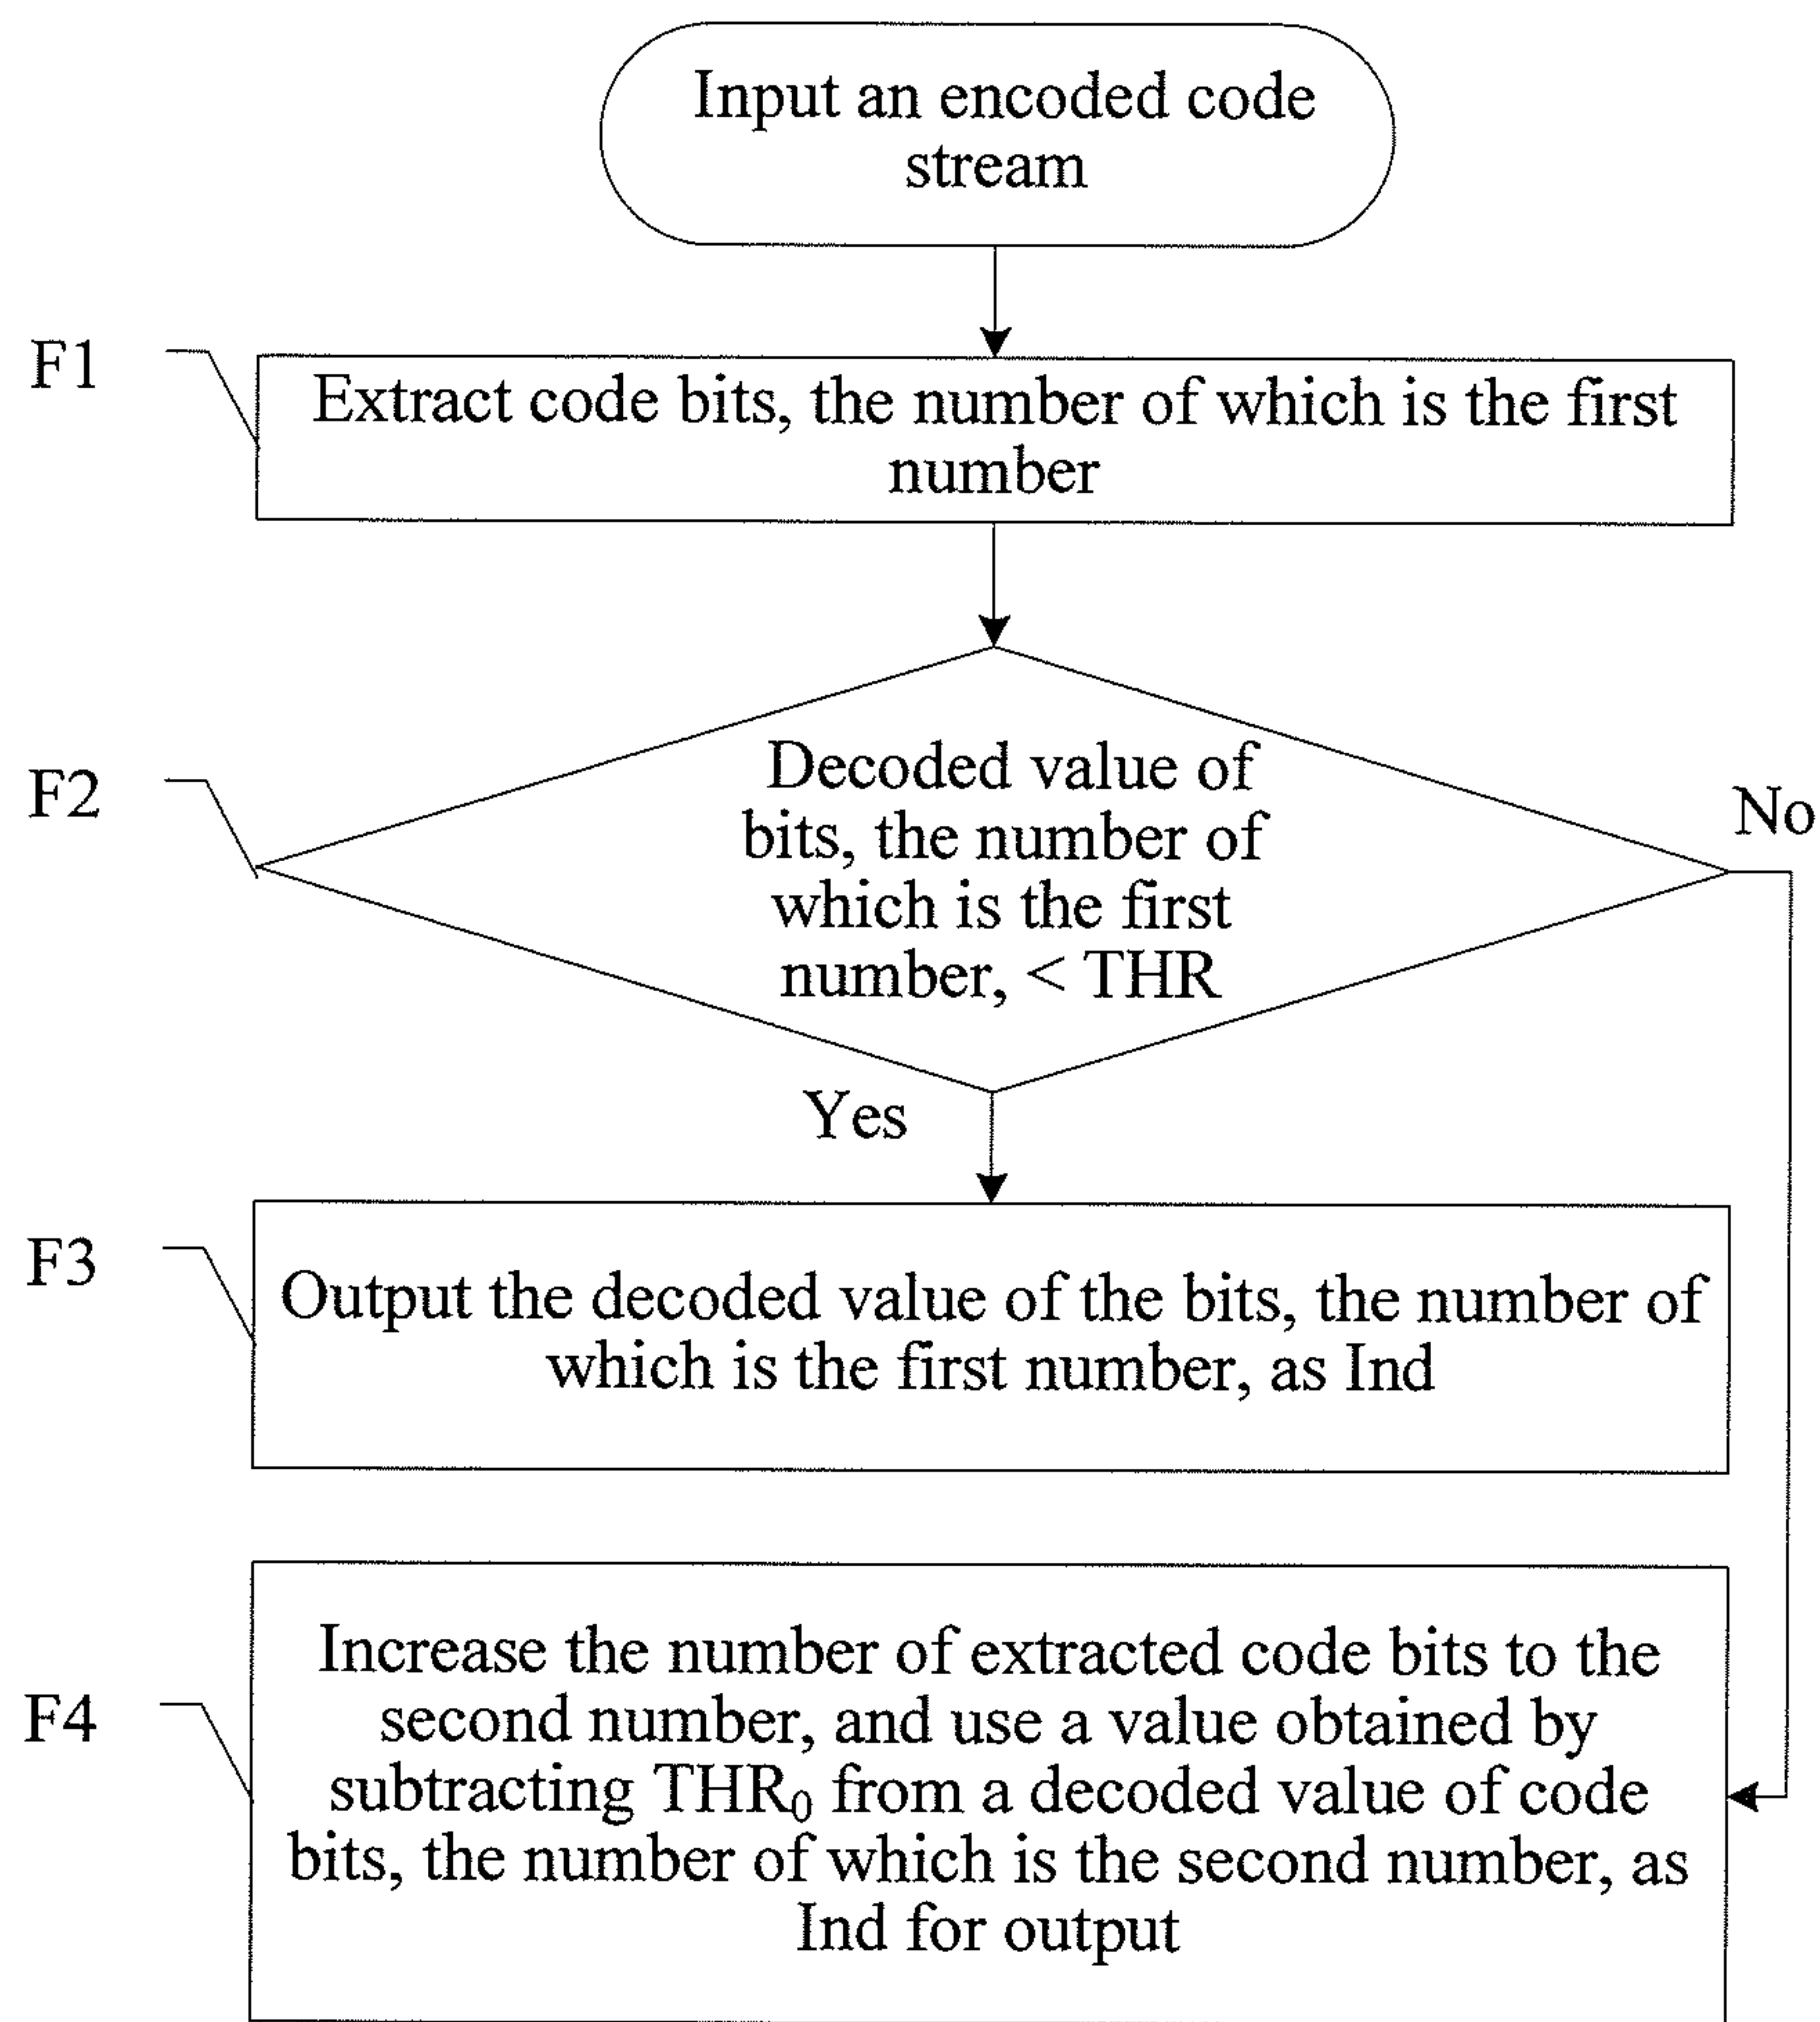 Input an encoded code
stream
F1
Extract code bits, the number of which is the first
number
F2
Decoded value of
bits, the number of
which is the first
number, < THR
No
Yes
F3
Output the decoded value of the bits, the number of
which is the first number, as Ind
F4
Increase the number of extracted code bits to the
second number, and use a value obtained by
subtracting THR₀ from a decoded value of code
bits, the number of which is the second number, as
Ind for output